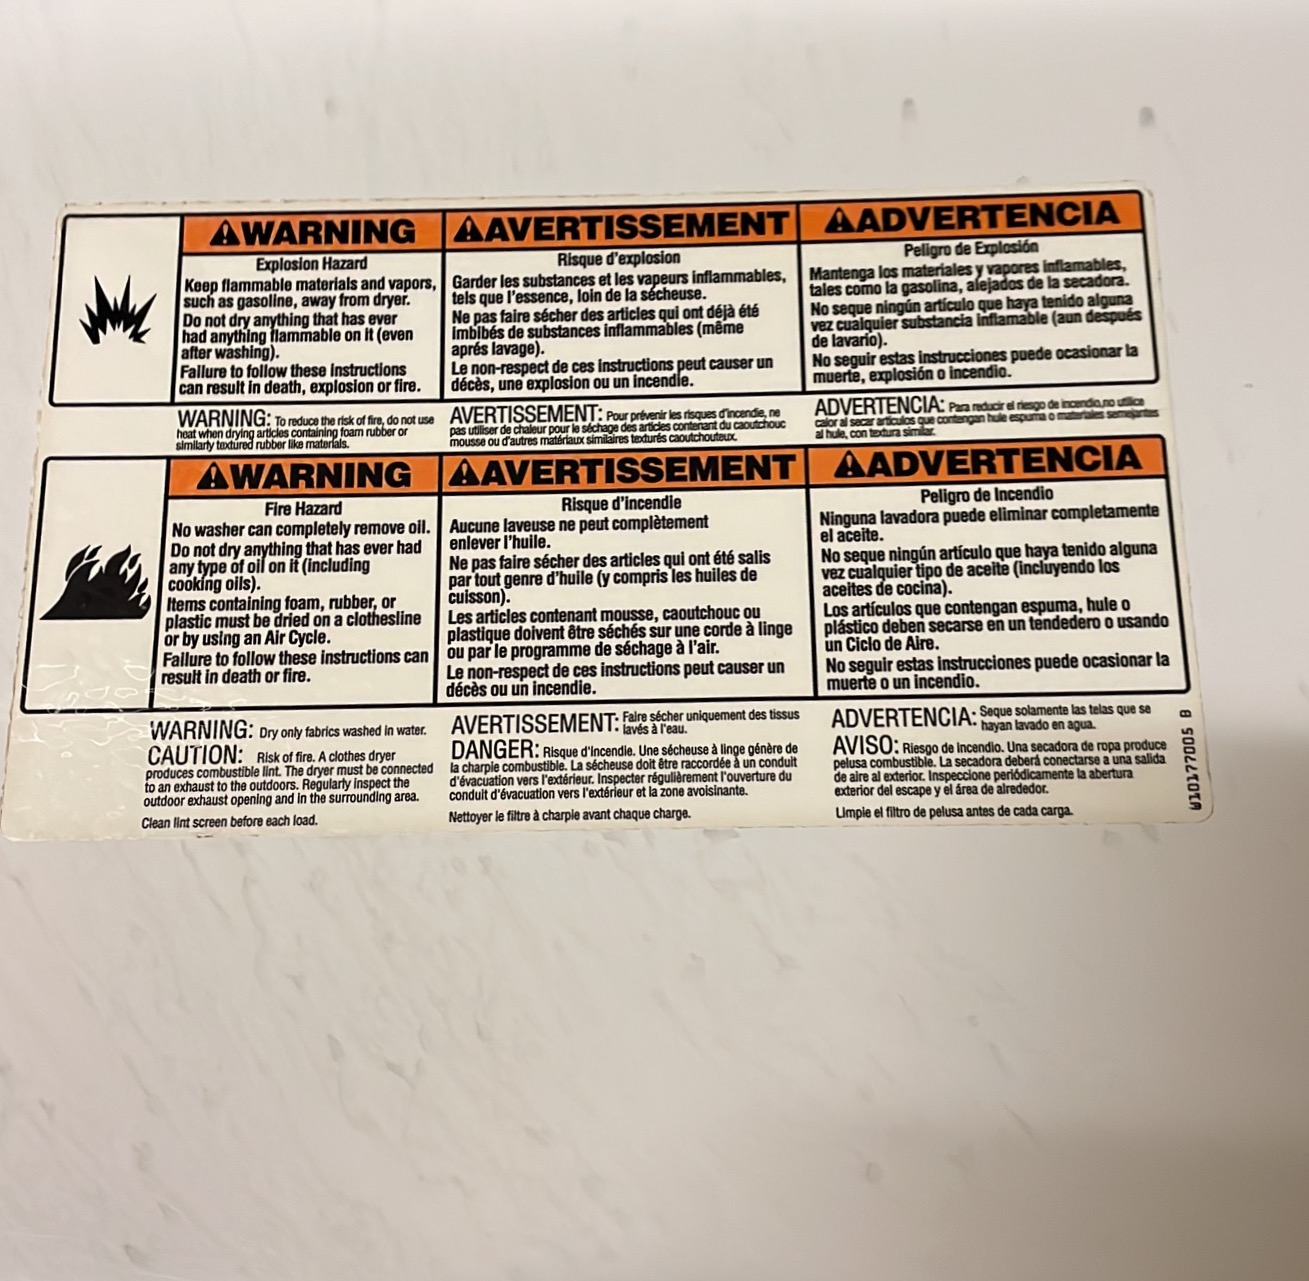 WARNING
Explosion Hazard
Keep flammable materials and vapors,
such as gasoline, away from dryer.
Do not dry anything that has ever
had anything flammable on it (even
after washing).
Failure to follow these instructions
can result in death, explosion or fire.
AVERTISSEMENT
Risque d'explosion
Garder les substances et les vapeurs inflammables,
tels que l'essence, loin de la sécheuse.
Ne pas faire sécher des articles qui ont déjà été
imbibés de substances inflammables (même
aprés lavage).
Le non-respect de ces instructions peut causer un
décès, une explosion ou un incendie.
ADVERTENCIA
Peligro de Explosión
Mantenga los materiales y vapores inflamables,
tales como la gasolina, alejados de la secadora.
No seque ningún artículo que haya tenido alguna
vez cualquier substancia inflamable (aun después
de lavarlo).
No seguir estas instrucciones puede ocasionar la
muerte, explosión o incendio.
WARNING: To reduce the risk of fire, do not use
heat when drying articles containing foam rubber or
similarly textured rubber like materials.
AVERTISSEMENT: Pour prévenir les risques d'incendie, ne
pas utiliser de chaleur pour le séchage des articles contenant du caoutchouc
mousse ou d'autres matériaux similaires texturés caoutchouteux.
ADVERTENCIA: Para reducir el riesgo de incendio,no utilice
calor al secar artículos que contengan hule espuma o materiales semejantes
al hule, con textura similar.
WARNING
Fire Hazard
No washer can completely remove oil.
Do not dry anything that has ever had
any type of oil on it (including
cooking oils).
Items containing foam, rubber, or
plastic must be dried on a clothesline
or by using an Air Cycle.
Failure to follow these instructions can
result in death or fire.
AVERTISSEMENT
Risque d'incendie
Aucune laveuse ne peut complètement
enlever l'huile.
Ne pas faire sécher des articles qui ont été salis
par tout genre d'huile (y compris les huiles de
cuisson).
Les articles contenant mousse, caoutchouc ou
plastique doivent être séchés sur une corde à linge
ou par le programme de séchage à l'air.
Le non-respect de ces instructions peut causer un
décès ou un incendie.
ADVERTENCIA
Peligro de Incendio
Ninguna lavadora puede eliminar completamente
el aceite.
No seque ningún artículo que haya tenido alguna
vez cualquier tipo de aceite (incluyendo los
aceites de cocina).
Los artículos que contengan espuma, hule o
plástico deben secarse en un tendedero o usando
un Ciclo de Aire.
No seguir estas instrucciones puede ocasionar la
muerte o un incendio.
WARNING: Dry only fabrics washed in water.
CAUTION: Risk of fire. A clothes dryer
produces combustible lint. The dryer must be connected
to an exhaust to the outdoors. Regularly inspect the
outdoor exhaust opening and in the surrounding area.
Clean lint screen before each load.
AVERTISSEMENT: Faire sécher uniquement des tissus
lavés à l'eau.
DANGER: Risque d'incendie. Une sécheuse à linge génère de
la charpie combustible. La sécheuse doit être raccordée à un conduit
d'évacuation vers l'extérieur. Inspecter régulièrement l'ouverture du
conduit d'évacuation vers l'extérieur et la zone avoisinante.
Nettoyer le filtre à charpie avant chaque charge.
ADVERTENCIA: Seque solamente las telas que se
hayan lavado en agua.
AVISO: Riesgo de incendio. Una secadora de ropa produce
pelusa combustible. La secadora deberá conectarse a una salida
de aire al exterior. Inspeccione periódicamente la abertura
exterior del escape y el área de alrededor.
Limpie el filtro de pelusa antes de cada carga.
W10177005 B